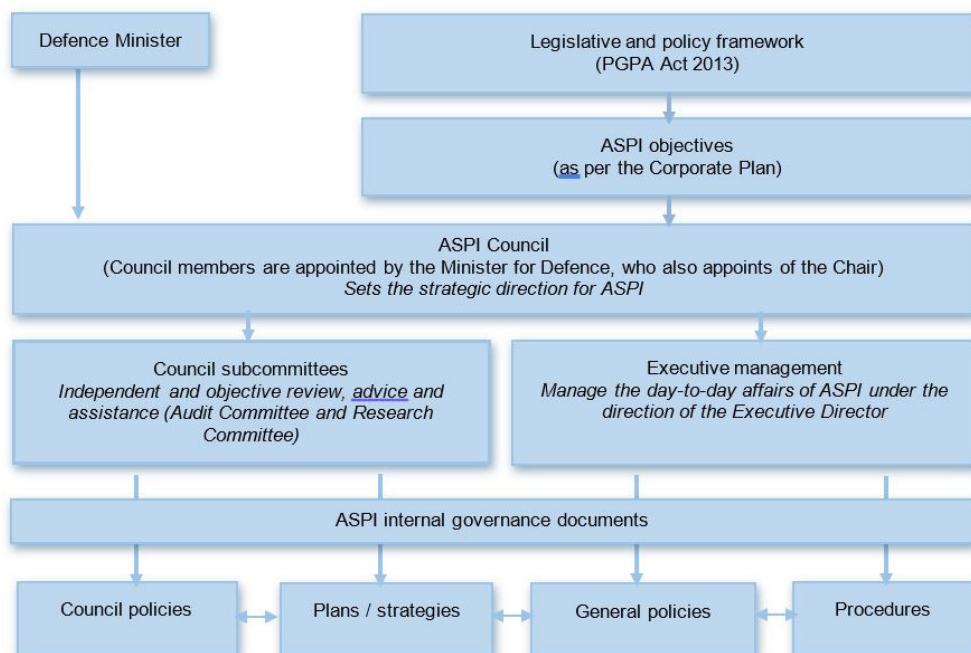 Defence Minister
Legislative and policy framework
(PGPA Act 2013)
ASPI objectives
(as per the Corporate Plan)
ASPI Council
(Council members are appointed by the Minister for Defence, who also appoints of the Chair)
Sets the strategic direction for ASPI
Council subcommittees
Independent and objective review, advice and
assistance (Audit Committee and Research
Committee)
Executive management
Manage the day-to-day affairs of ASPI under the
direction of the Executive Director
ASPI internal governance documents
Council policies
Plans / strategies
General policies
Procedures